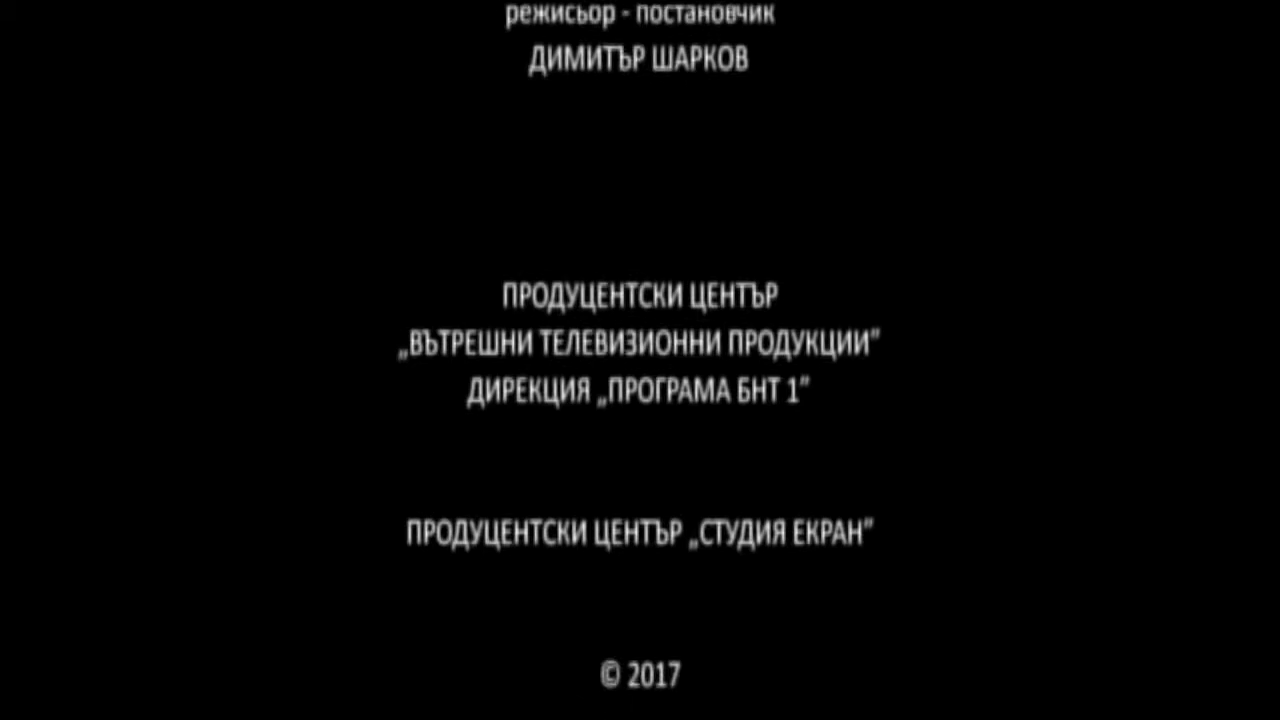 режисьор - постановчик
ДИМИТЪР ШАРКОВ
ПРОДУЦЕНТСКИ ЦЕНТЪР
„ВЪТРЕШНИ ТЕЛЕВИЗИОННИ ПРОДУКЦИИ”
ДИРЕКЦИЯ „ПРОГРАМА БНТ 1”
ПРОДУЦЕНТСКИ ЦЕНТЪР „СТУДИЯ ЕКРАН”
© 2017